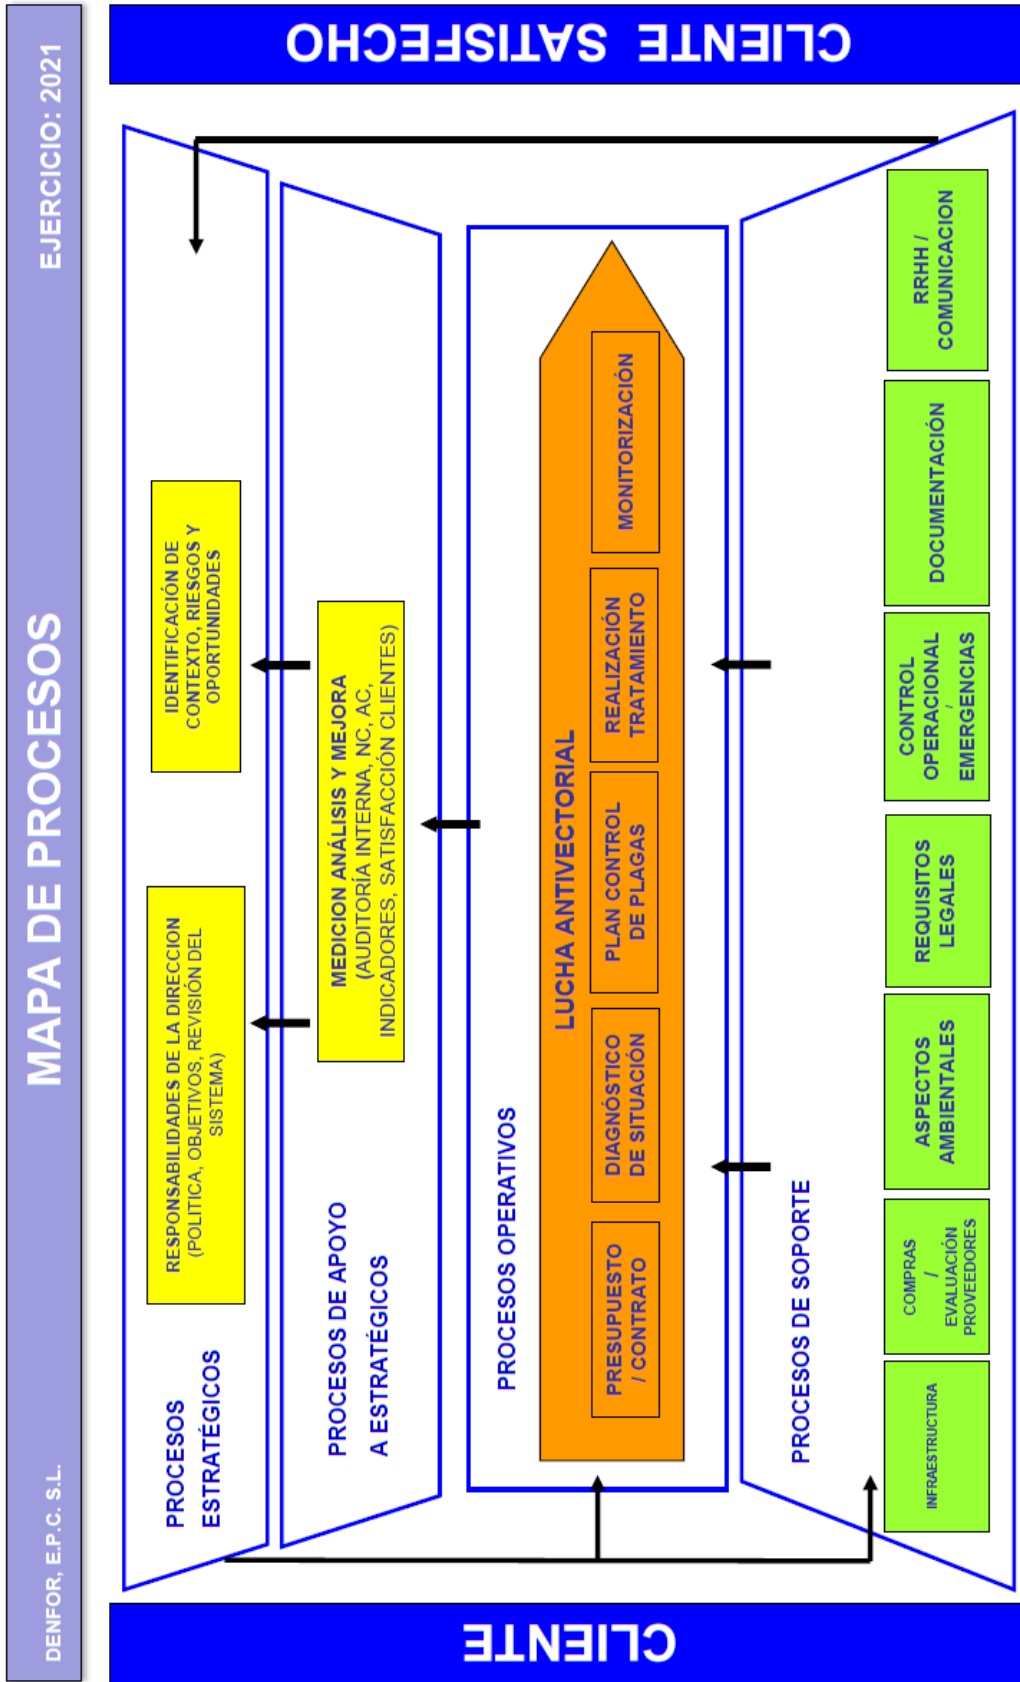 DENFOR, E.P.C. S.L.
MAPA DE PROCESOS
EJERCICIO: 2021
CLIENTE
CLIENTE SATISFECHO
PROCESOS
ESTRATÉGICOS
RESPONSABILIDADES DE LA DIRECCION
(POLITICA, OBJETIVOS, REVISIÓN DEL
SISTEMA)
IDENTIFICACIÓN DE
CONTEXTO, RIESGOS Y
OPORTUNIDADES
PROCESOS DE APOYO
A ESTRATÉGICOS
MEDICION ANÁLISIS Y MEJORA
(AUDITORÍA INTERNA, NC, AC,
INDICADORES, SATISFACCIÓN CLIENTES)
PROCESOS OPERATIVOS
LUCHA ANTIVECTORIAL
PRESUPUESTO
/ CONTRATO
DIAGNÓSTICO
DE SITUACIÓN
PLAN CONTROL
DE PLAGAS
REALIZACIÓN
TRATAMIENTO
MONITORIZACIÓN
PROCESOS DE SOPORTE
INFRAESTRUCTURA
COMPRAS
/
EVALUACIÓN
PROVEEDORES
ASPECTOS
AMBIENTALES
REQUISITOS
LEGALES
CONTROL
OPERACIONAL
/
EMERGENCIAS
DOCUMENTACIÓN
RRHH /
COMUNICACION